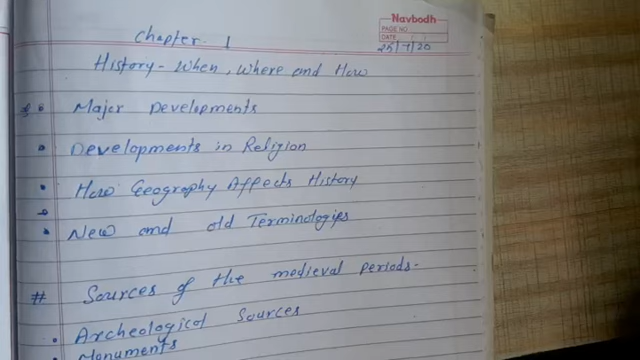 Navbodh
PAGE NO
DATE
25/7/20
Chapter - 1
History - When, Where and How
Major Developments
Developments in Religion
How Geography Affects History
New and old Terminologies
# Sources of the medieval periods-
Archeological Sources
Monuments